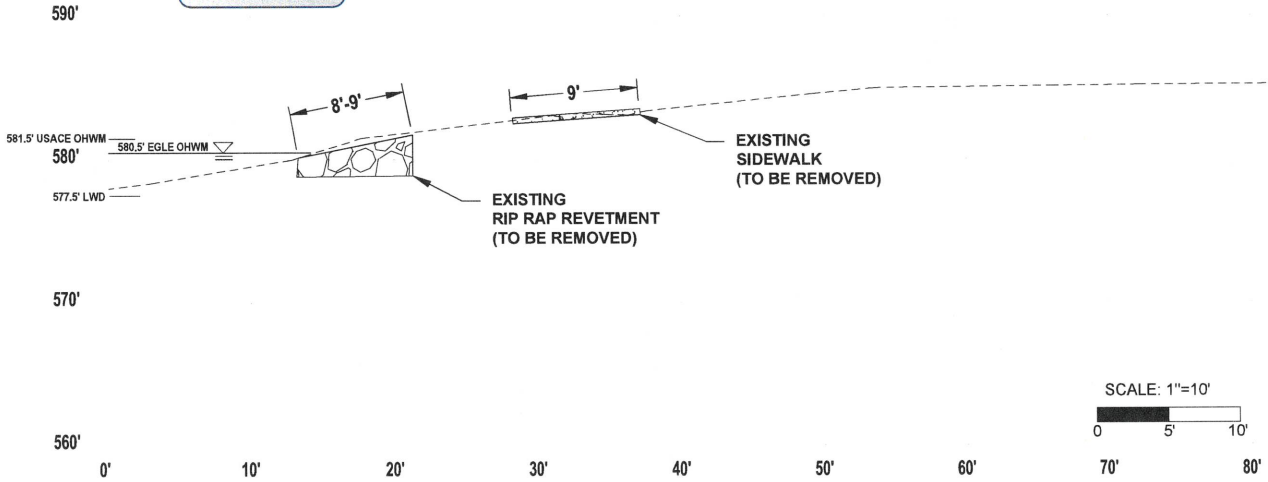 590'
8'-9'
9'
581.5' USACE OHWM
580.5' EGLE OHWM
580'
577.5' LWD
EXISTING
SIDEWALK
(TO BE REMOVED)
EXISTING
RIP RAP REVETMENT
(TO BE REMOVED)
570'
SCALE: 1"=10'
0 5' 10'
560'
0' 10' 20' 30' 40' 50' 60' 70' 80'